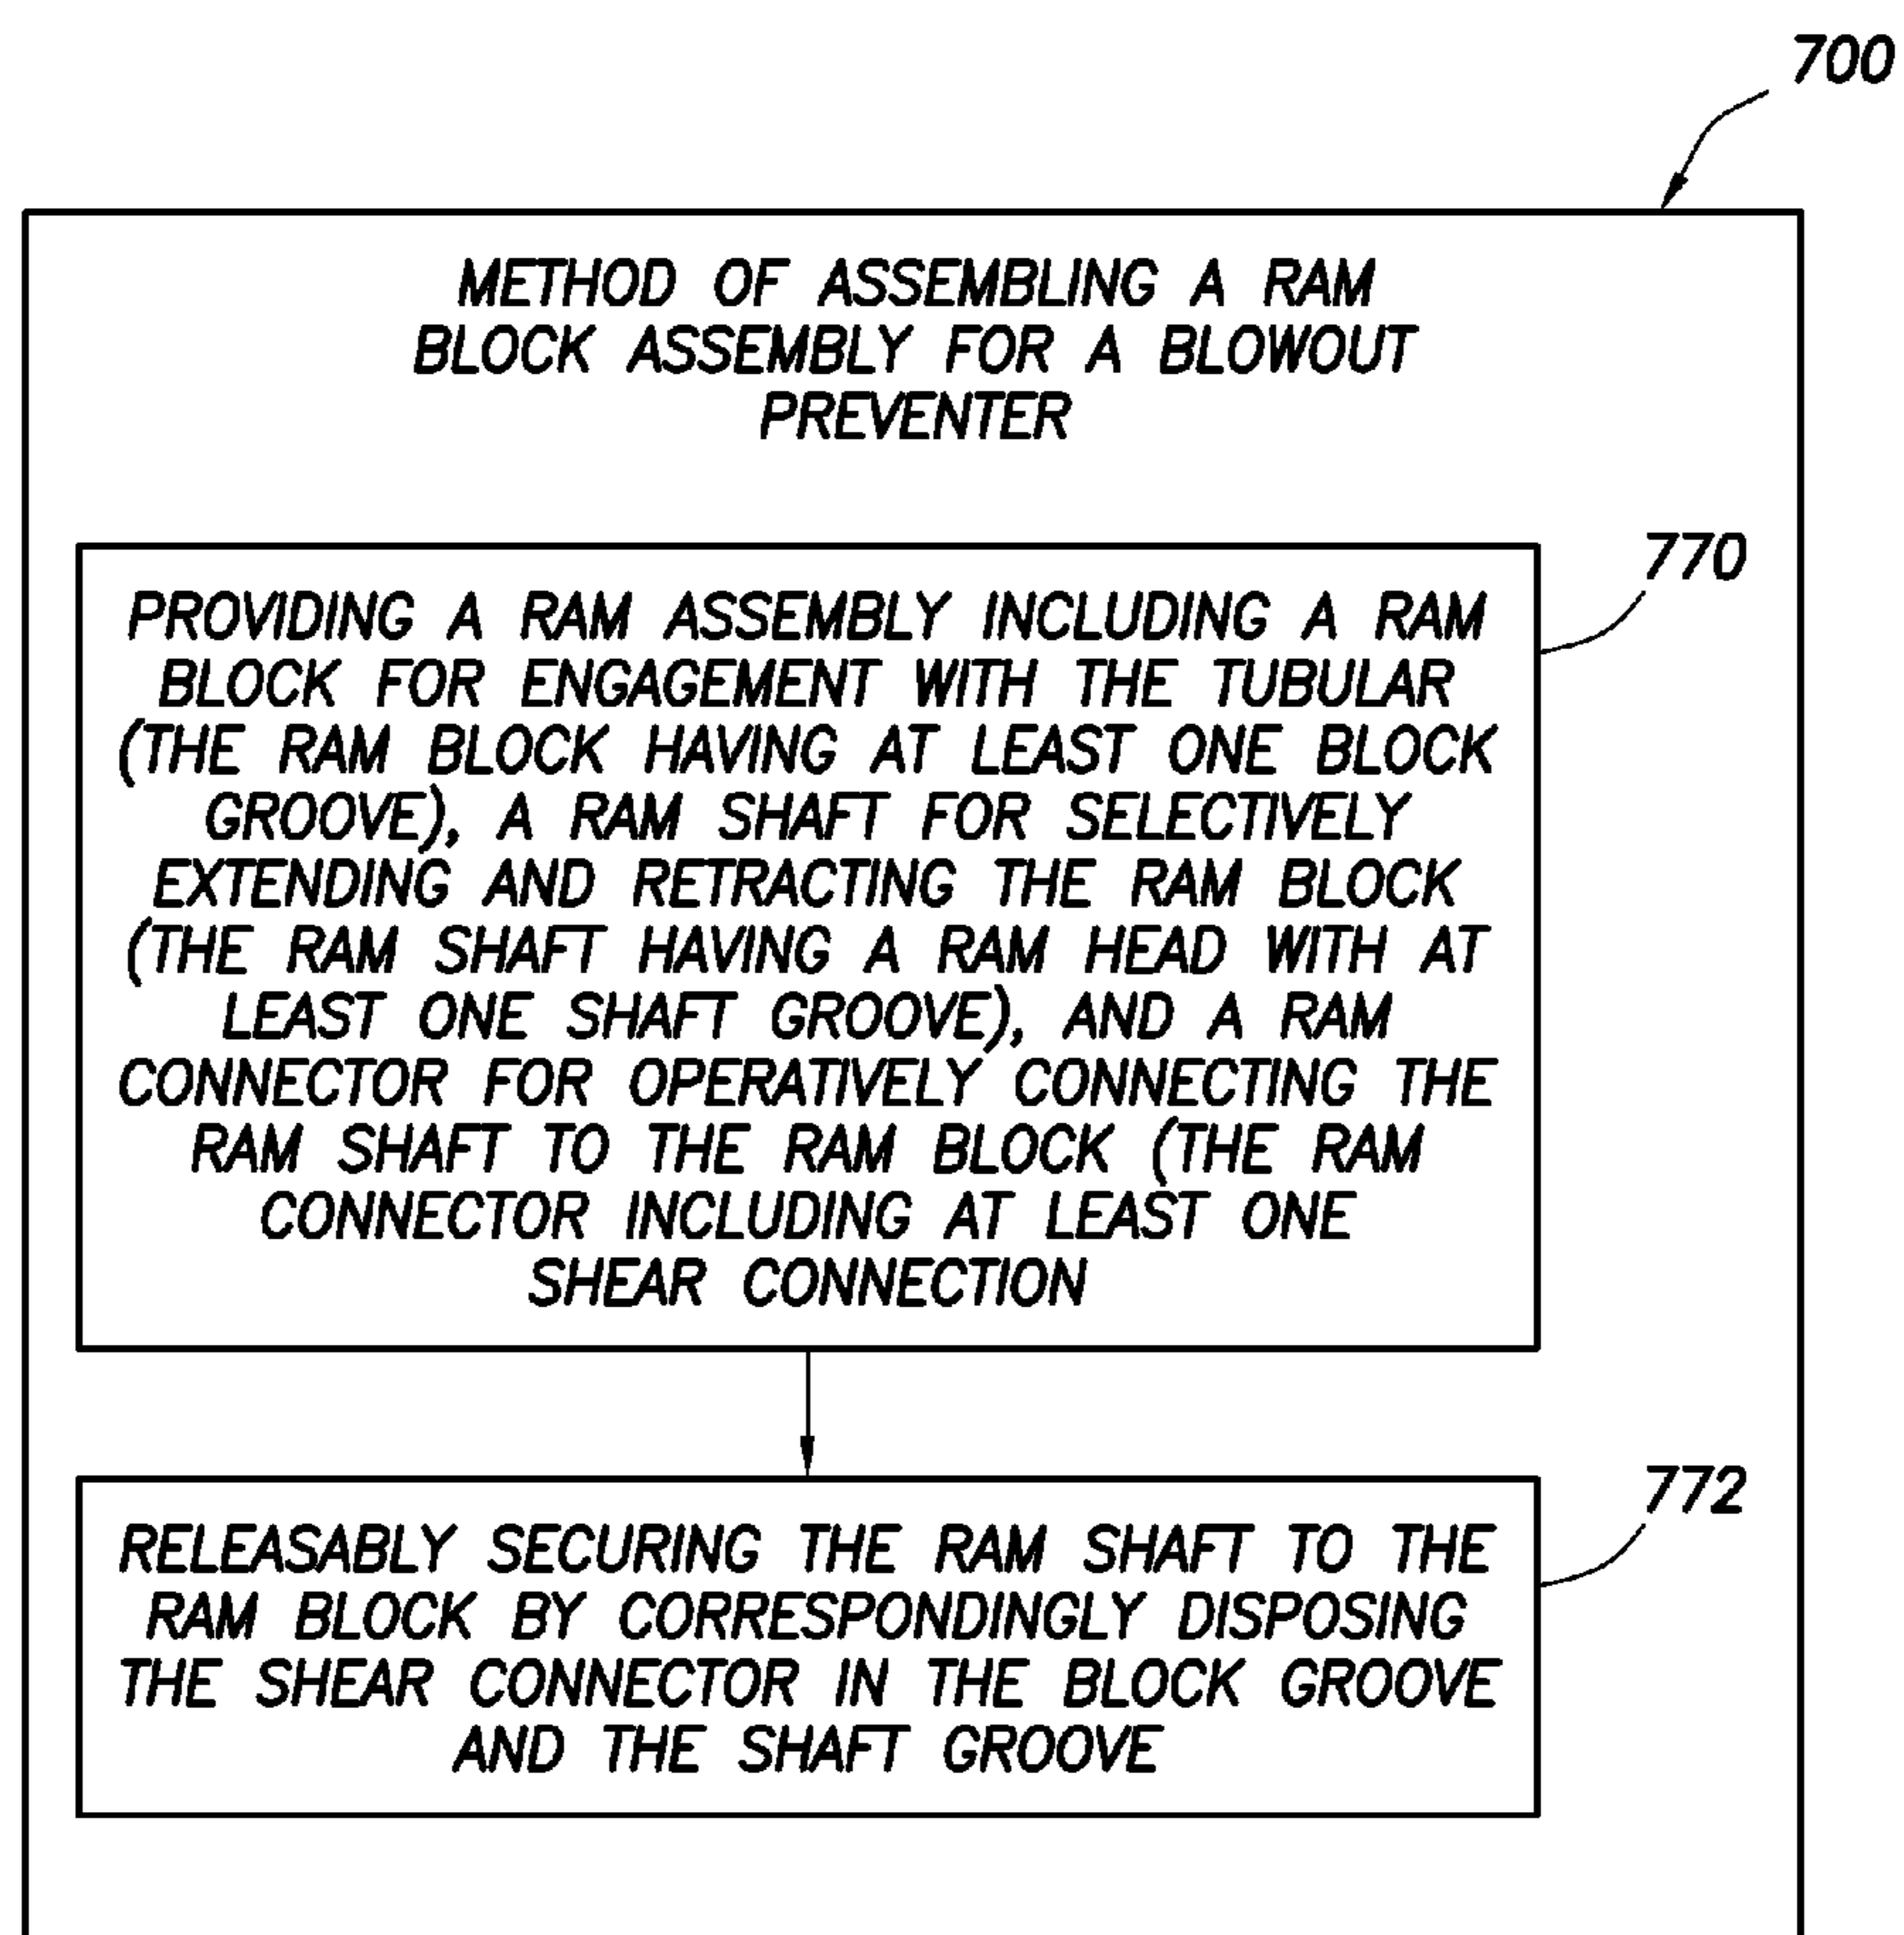 700
METHOD OF ASSEMBLING A RAM
BLOCK ASSEMBLY FOR A BLOWOUT
PREVENTER
770
PROVIDING A RAM ASSEMBLY INCLUDING A RAM
BLOCK FOR ENGAGEMENT WITH THE TUBULAR
(THE RAM BLOCK HAVING AT LEAST ONE BLOCK
GROOVE), A RAM SHAFT FOR SELECTIVELY
EXTENDING AND RETRACTING THE RAM BLOCK
(THE RAM SHAFT HAVING A RAM HEAD WITH AT
LEAST ONE SHAFT GROOVE), AND A RAM
CONNECTOR FOR OPERATIVELY CONNECTING THE
RAM SHAFT TO THE RAM BLOCK (THE RAM
CONNECTOR INCLUDING AT LEAST ONE
SHEAR CONNECTION
772
RELEASABLY SECURING THE RAM SHAFT TO THE
RAM BLOCK BY CORRESPONDINGLY DISPOSING
THE SHEAR CONNECTOR IN THE BLOCK GROOVE
AND THE SHAFT GROOVE